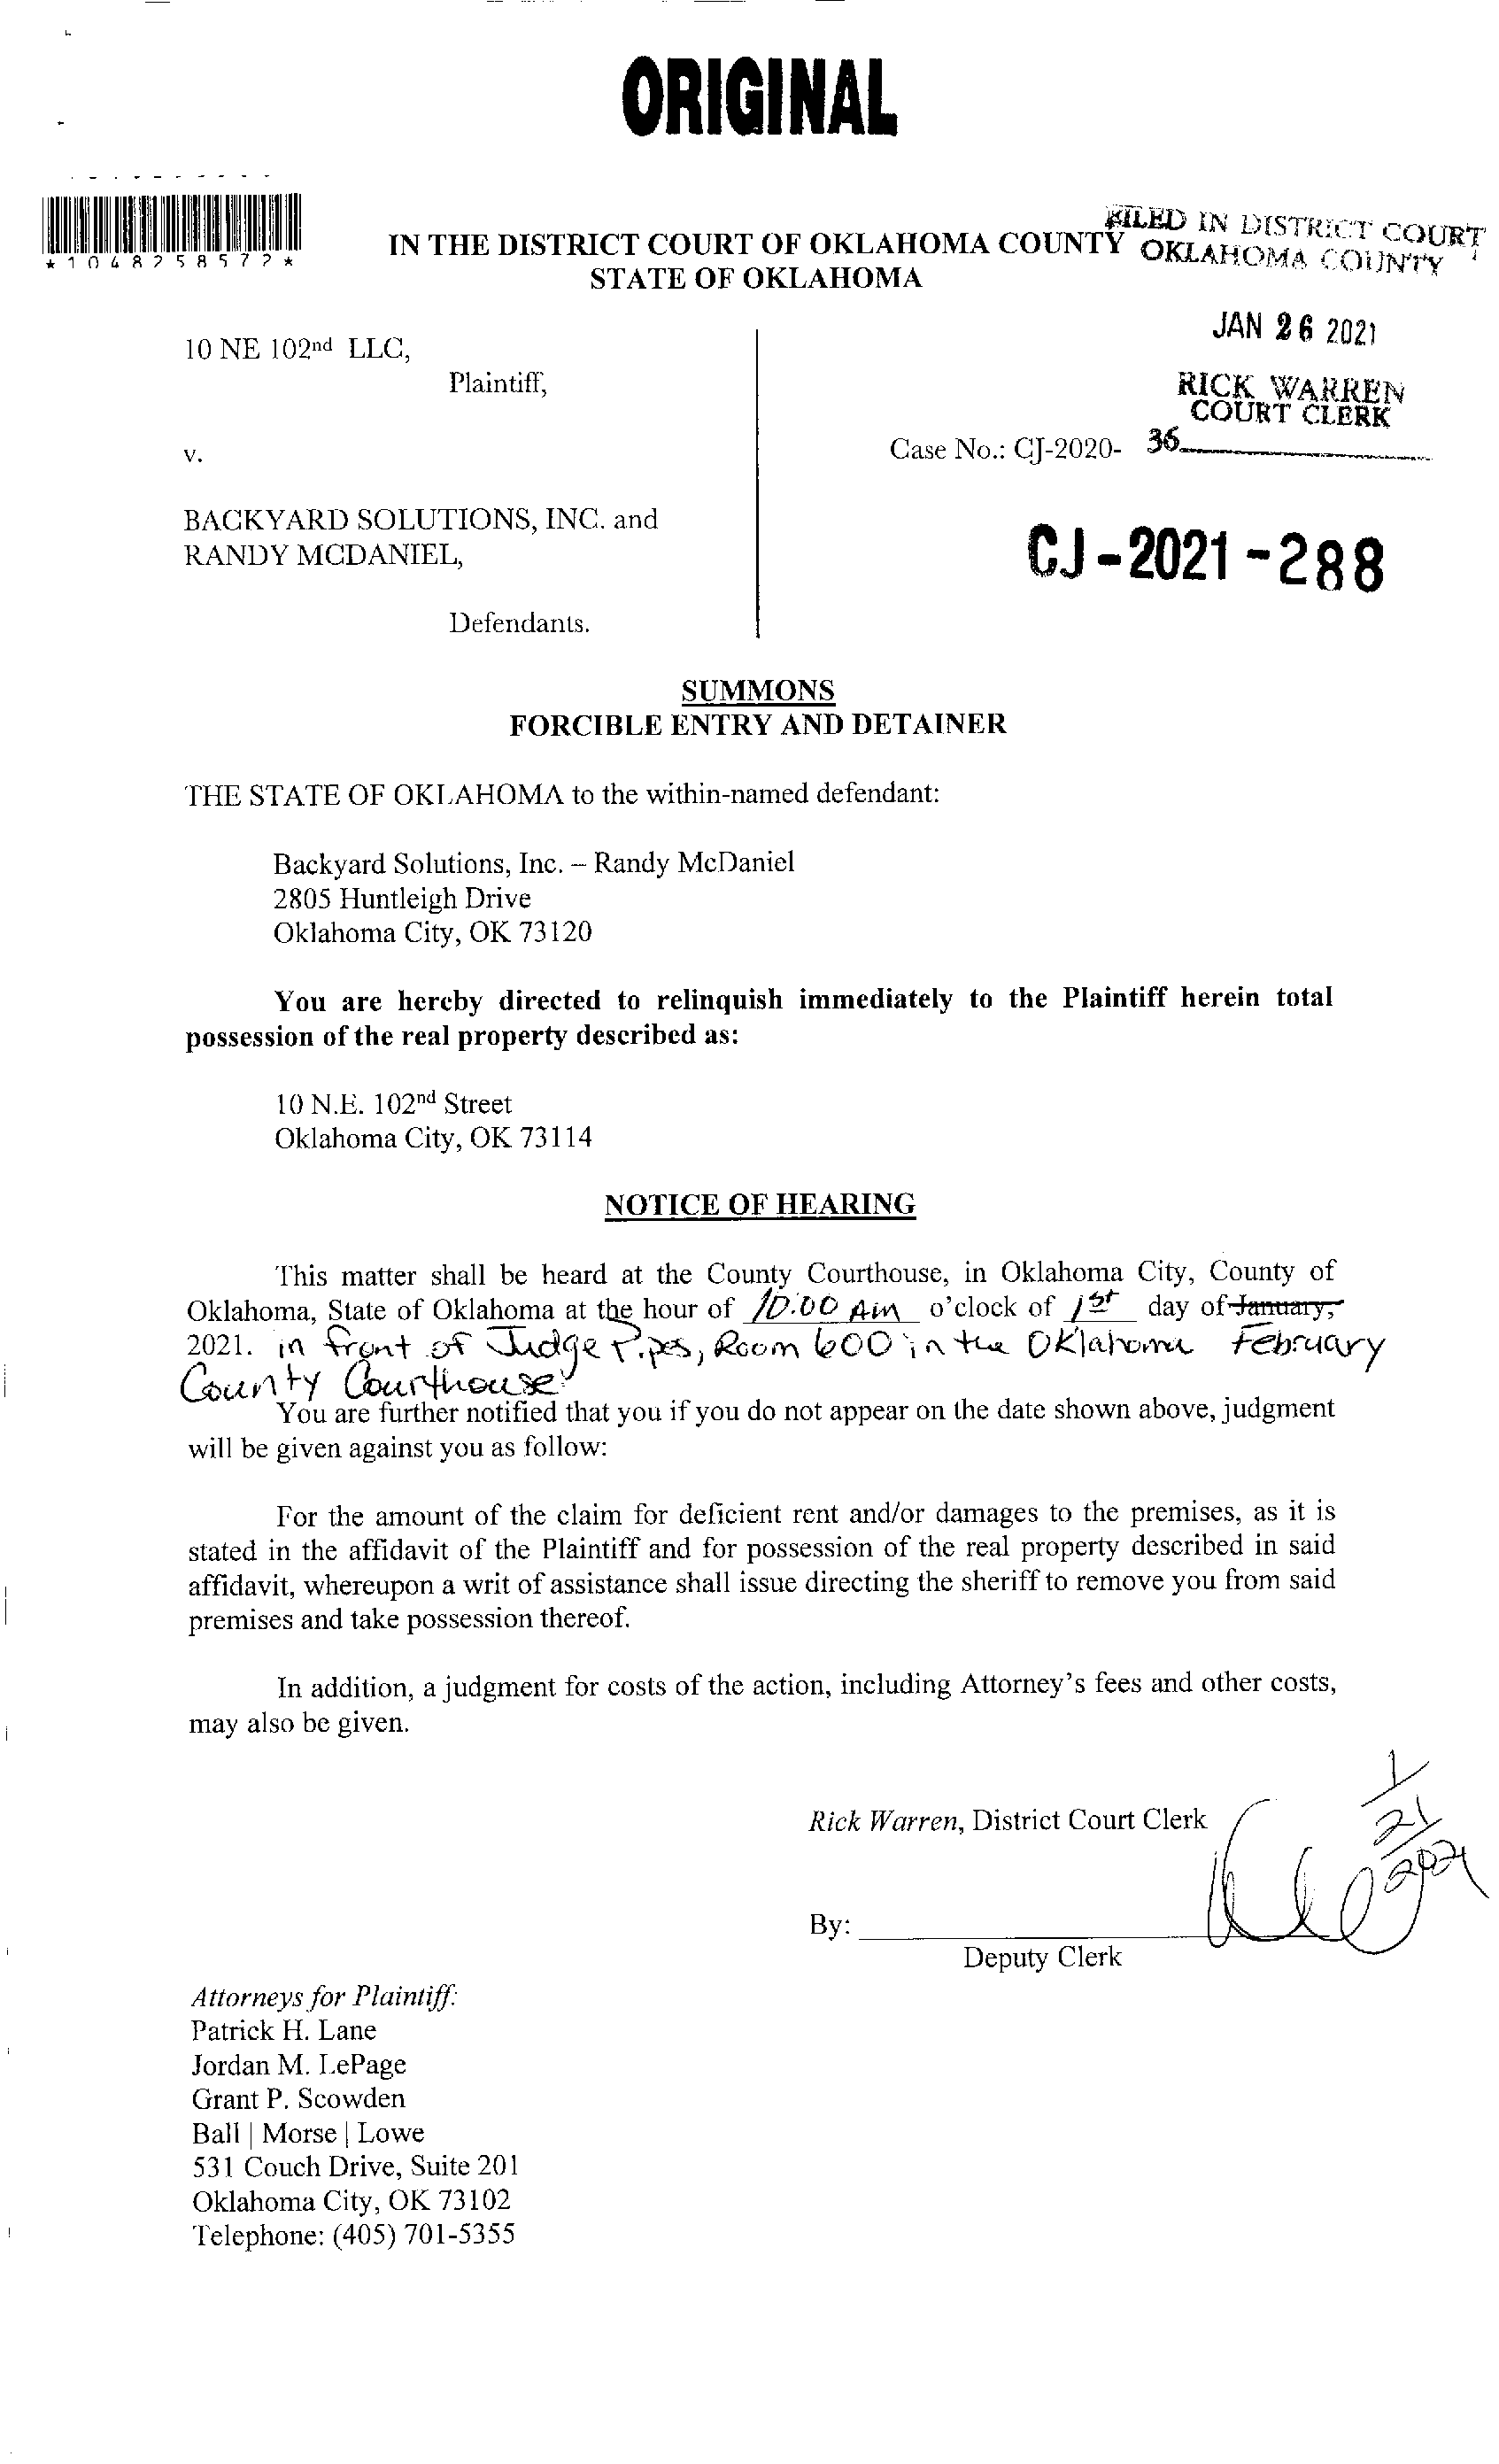 ORIGINAL
*1048258572*
FILED IN DISTRICT COURT
OKLAHOMA COUNTY
IN THE DISTRICT COURT OF OKLAHOMA COUNTY
STATE OF OKLAHOMA
JAN 26 2021
RICK WARREN
COURT CLERK
36
10 NE 102nd LLC,
Plaintiff,
v.
Case No.: CJ-2020-
BACKYARD SOLUTIONS, INC. and
RANDY MCDANIEL,
CJ-2021-288
Defendants.
SUMMONS
FORCIBLE ENTRY AND DETAINER
THE STATE OF OKLAHOMA to the within-named defendant:
Backyard Solutions, Inc. – Randy McDaniel
2805 Huntleigh Drive
Oklahoma City, OK 73120
You are hereby directed to relinquish immediately to the Plaintiff herein total
possession of the real property described as:
10 N.E. 102nd Street
Oklahoma City, OK 73114
NOTICE OF HEARING
This matter shall be heard at the County Courthouse, in Oklahoma City, County of
Oklahoma, State of Oklahoma at the hour of 10:00 Am o'clock of 1st day of January,
2021. in front of Judge Pipes, Room 600 in the Oklahoma February
County Courthouse
You are further notified that you if you do not appear on the date shown above, judgment
will be given against you as follow:
For the amount of the claim for deficient rent and/or damages to the premises, as it is
stated in the affidavit of the Plaintiff and for possession of the real property described in said
affidavit, whereupon a writ of assistance shall issue directing the sheriff to remove you from said
premises and take possession thereof.
In addition, a judgment for costs of the action, including Attorney's fees and other costs,
may also be given.
Rick Warren, District Court Clerk
1/21/2021
By:
Deputy Clerk
Attorneys for Plaintiff:
Patrick H. Lane
Jordan M. LePage
Grant P. Scowden
Ball | Morse | Lowe
531 Couch Drive, Suite 201
Oklahoma City, OK 73102
Telephone: (405) 701-5355